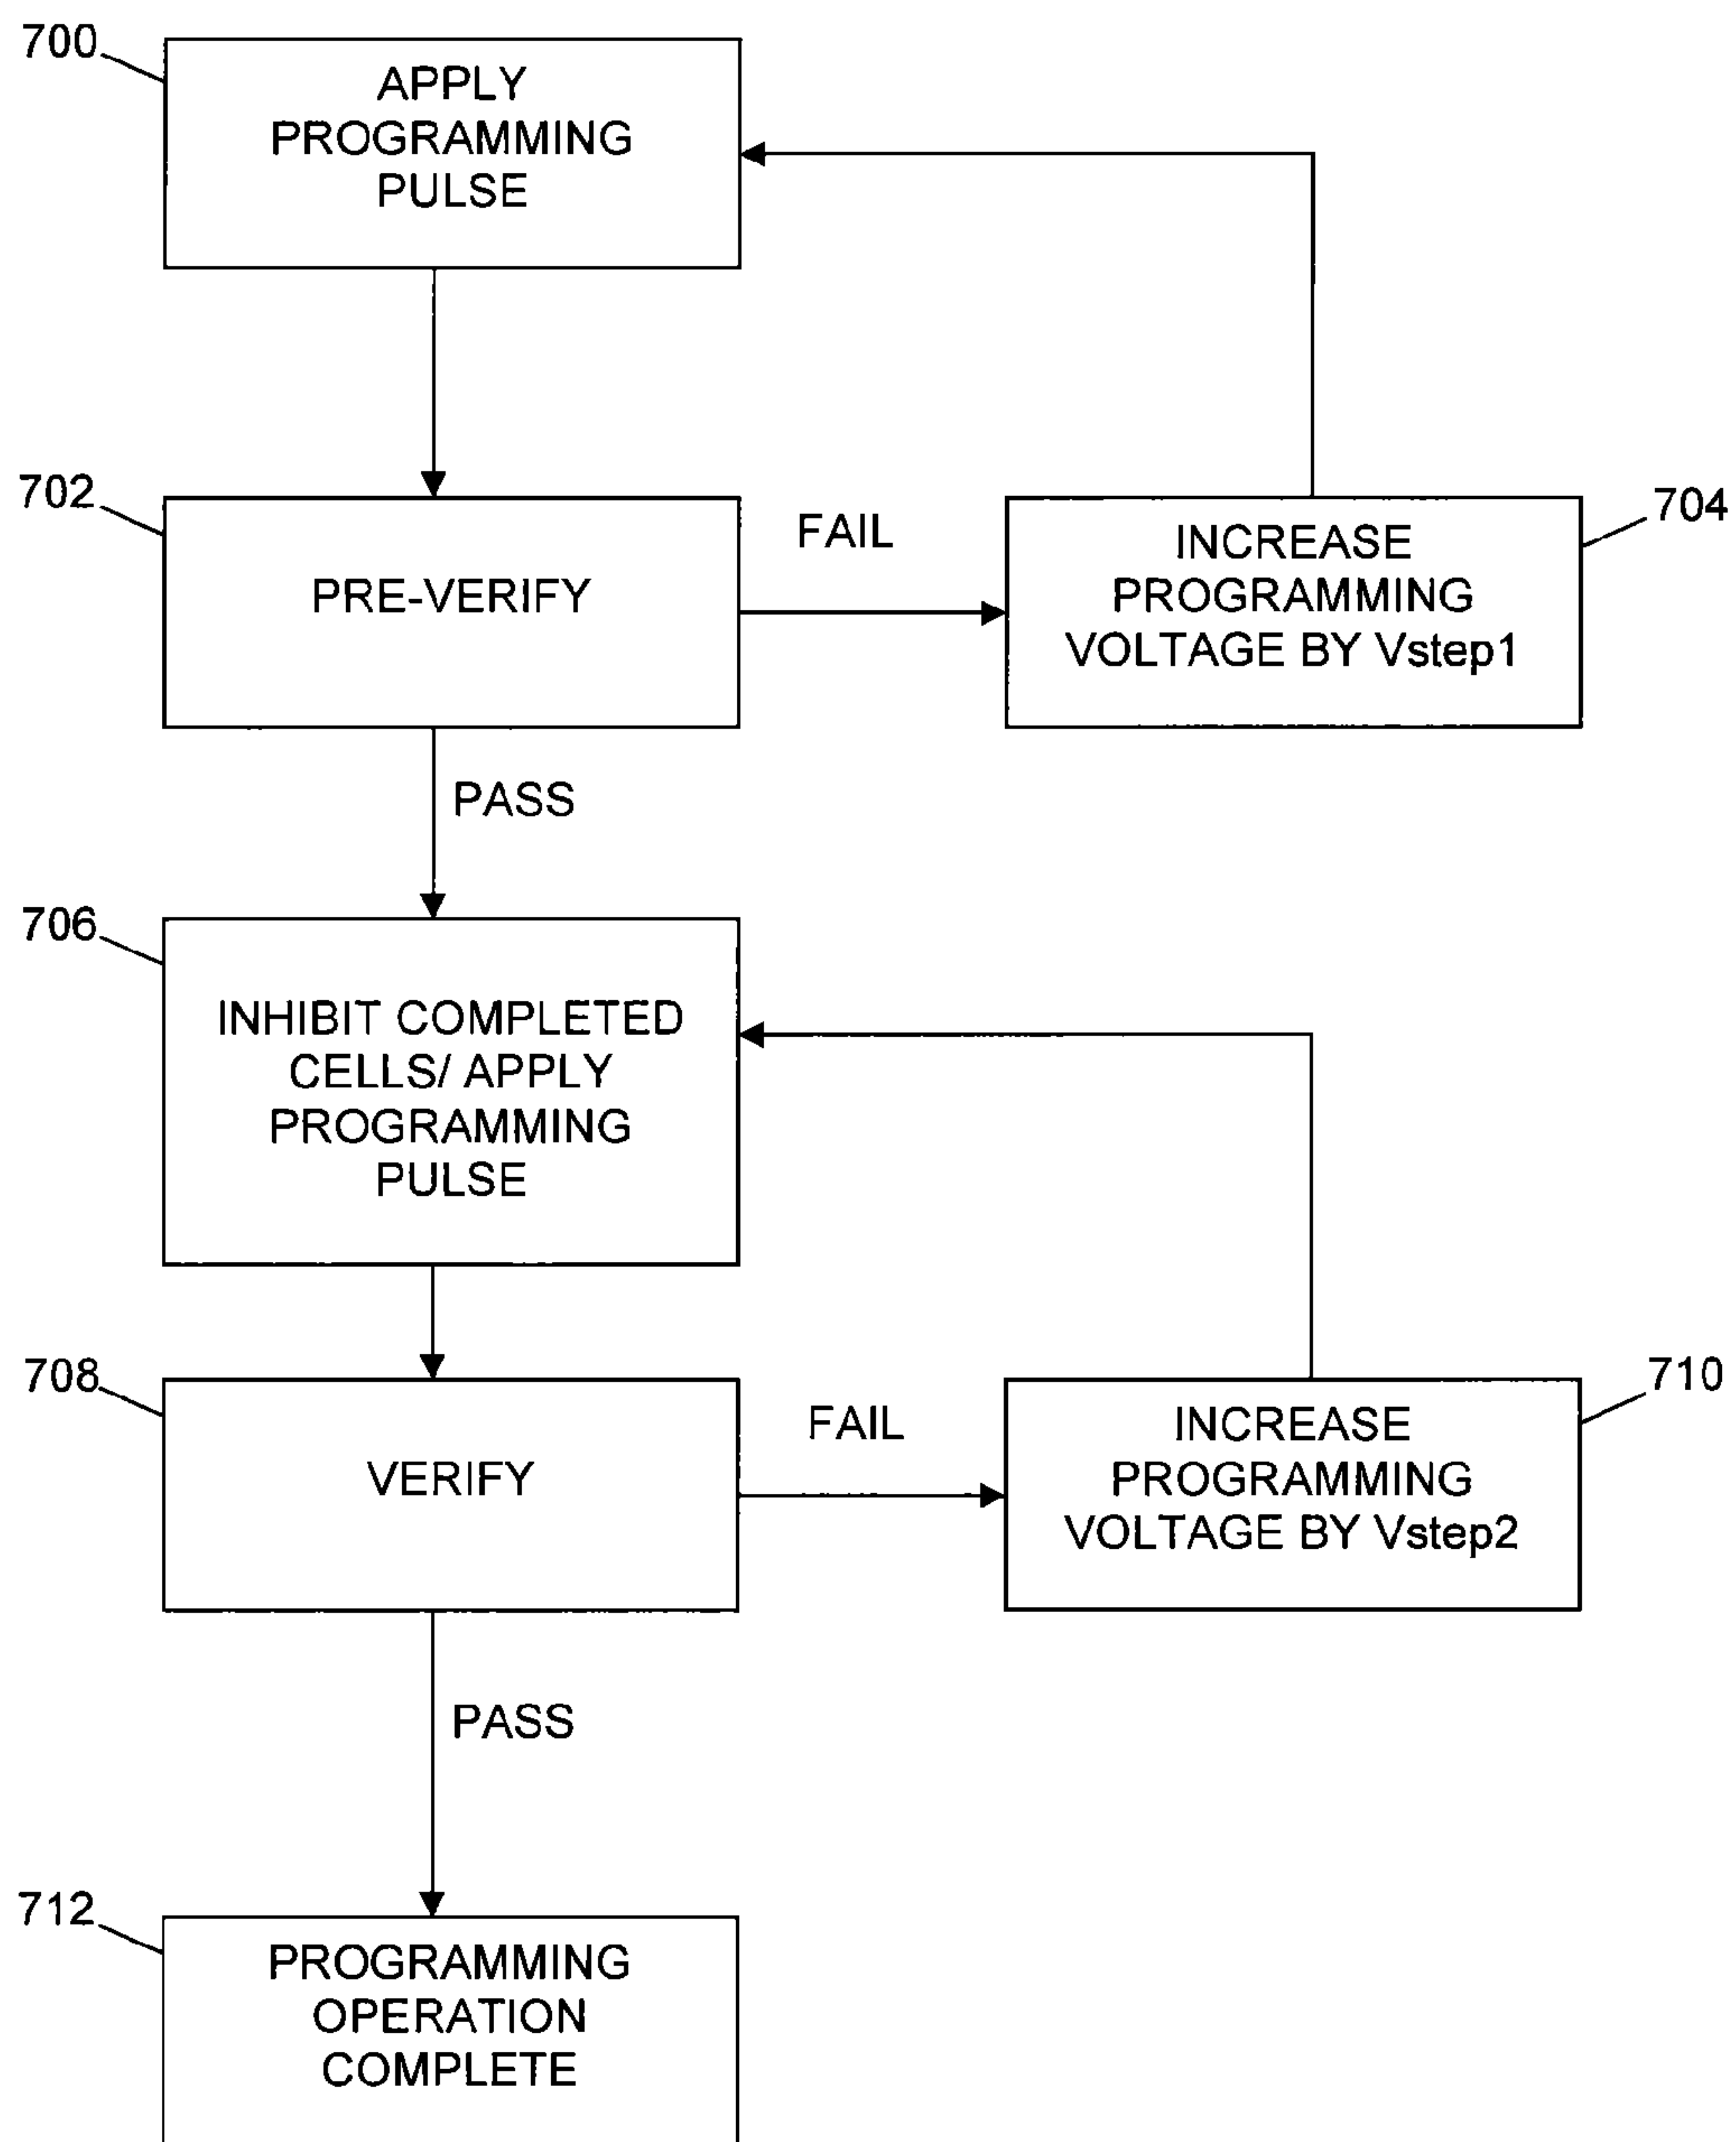 700
APPLY
PROGRAMMING
PULSE
702
PRE-VERIFY
FAIL
704
INCREASE
PROGRAMMING
VOLTAGE BY Vstep1
PASS
706
INHIBIT COMPLETED
CELLS/ APPLY
PROGRAMMING
PULSE
708
VERIFY
FAIL
710
INCREASE
PROGRAMMING
VOLTAGE BY Vstep2
PASS
712
PROGRAMMING
OPERATION
COMPLETE